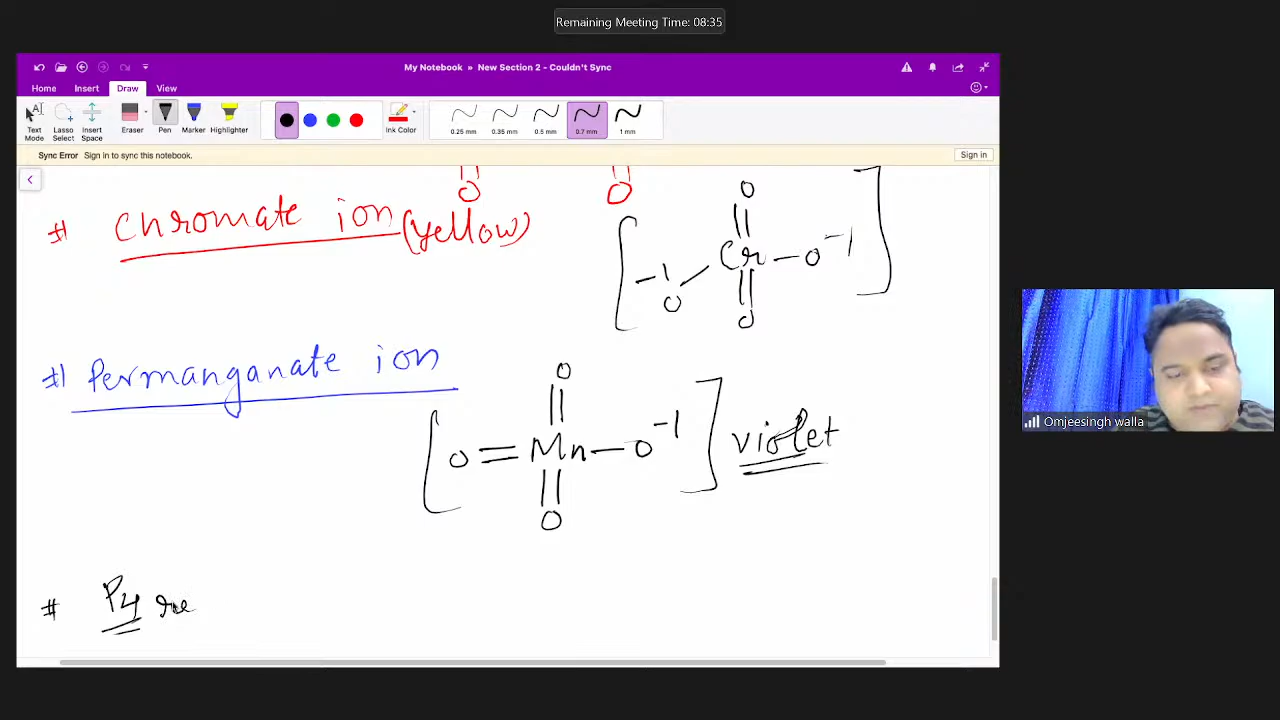 Remaining Meeting Time: 08:35
My Notebook » New Section 2 - Couldn't Sync
Home Insert Draw View
Text Mode
Lasso Select
Insert Space
Eraser
Pen
Marker
Highlighter
Ink Color
0.25 mm
0.35 mm
0.5 mm
0.7 mm
1 mm
Sync Error Sign in to sync this notebook.
Sign in
O O
# Chromate ion (yellow)
O
-1 O Cr O -1
O
# Permanganate ion
O
O = Mn - O -1
O
violet
# Py
Omjeesingh walla